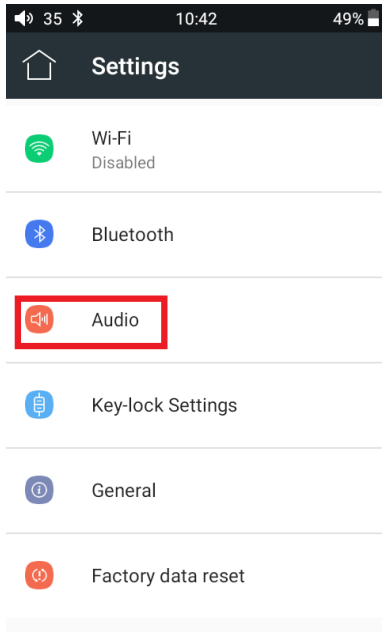 35 10:42 49%
Settings
Wi-Fi
Disabled
Bluetooth
Audio
Key-lock Settings
General
Factory data reset